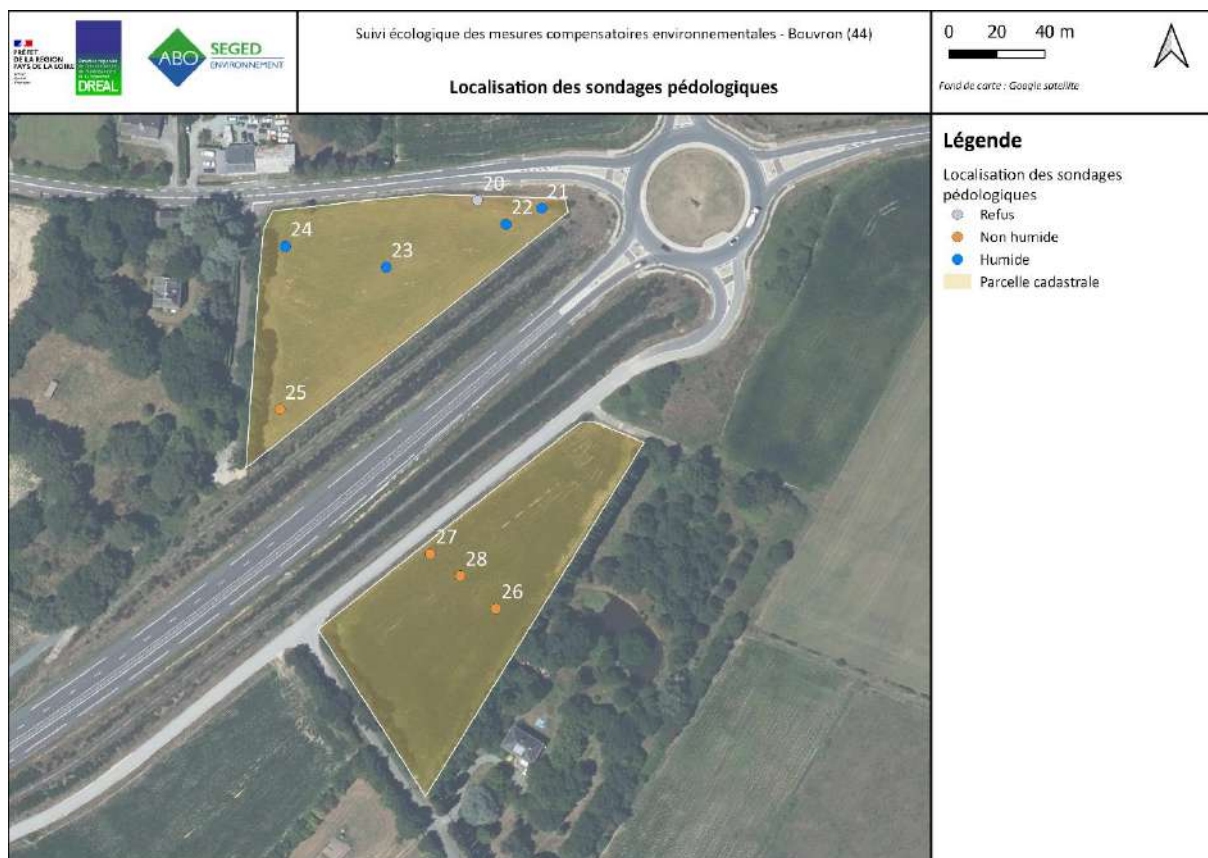 PRÉFET
DE LA RÉGION
PAYS DE LA LOIRE
DREAL
ABO
SEGED
ENVIRONNEMENT
Suivi écologique des mesures compensatoires environnementales - Bouvron (44)
Localisation des sondages pédologiques
0 20 40 m
Fond de carte : Google satellite
Légende
Localisation des sondages
pédologiques
Refus
Non humide
Humide
Parcelle cadastrale
20
21
22
24
23
25
27
28
26